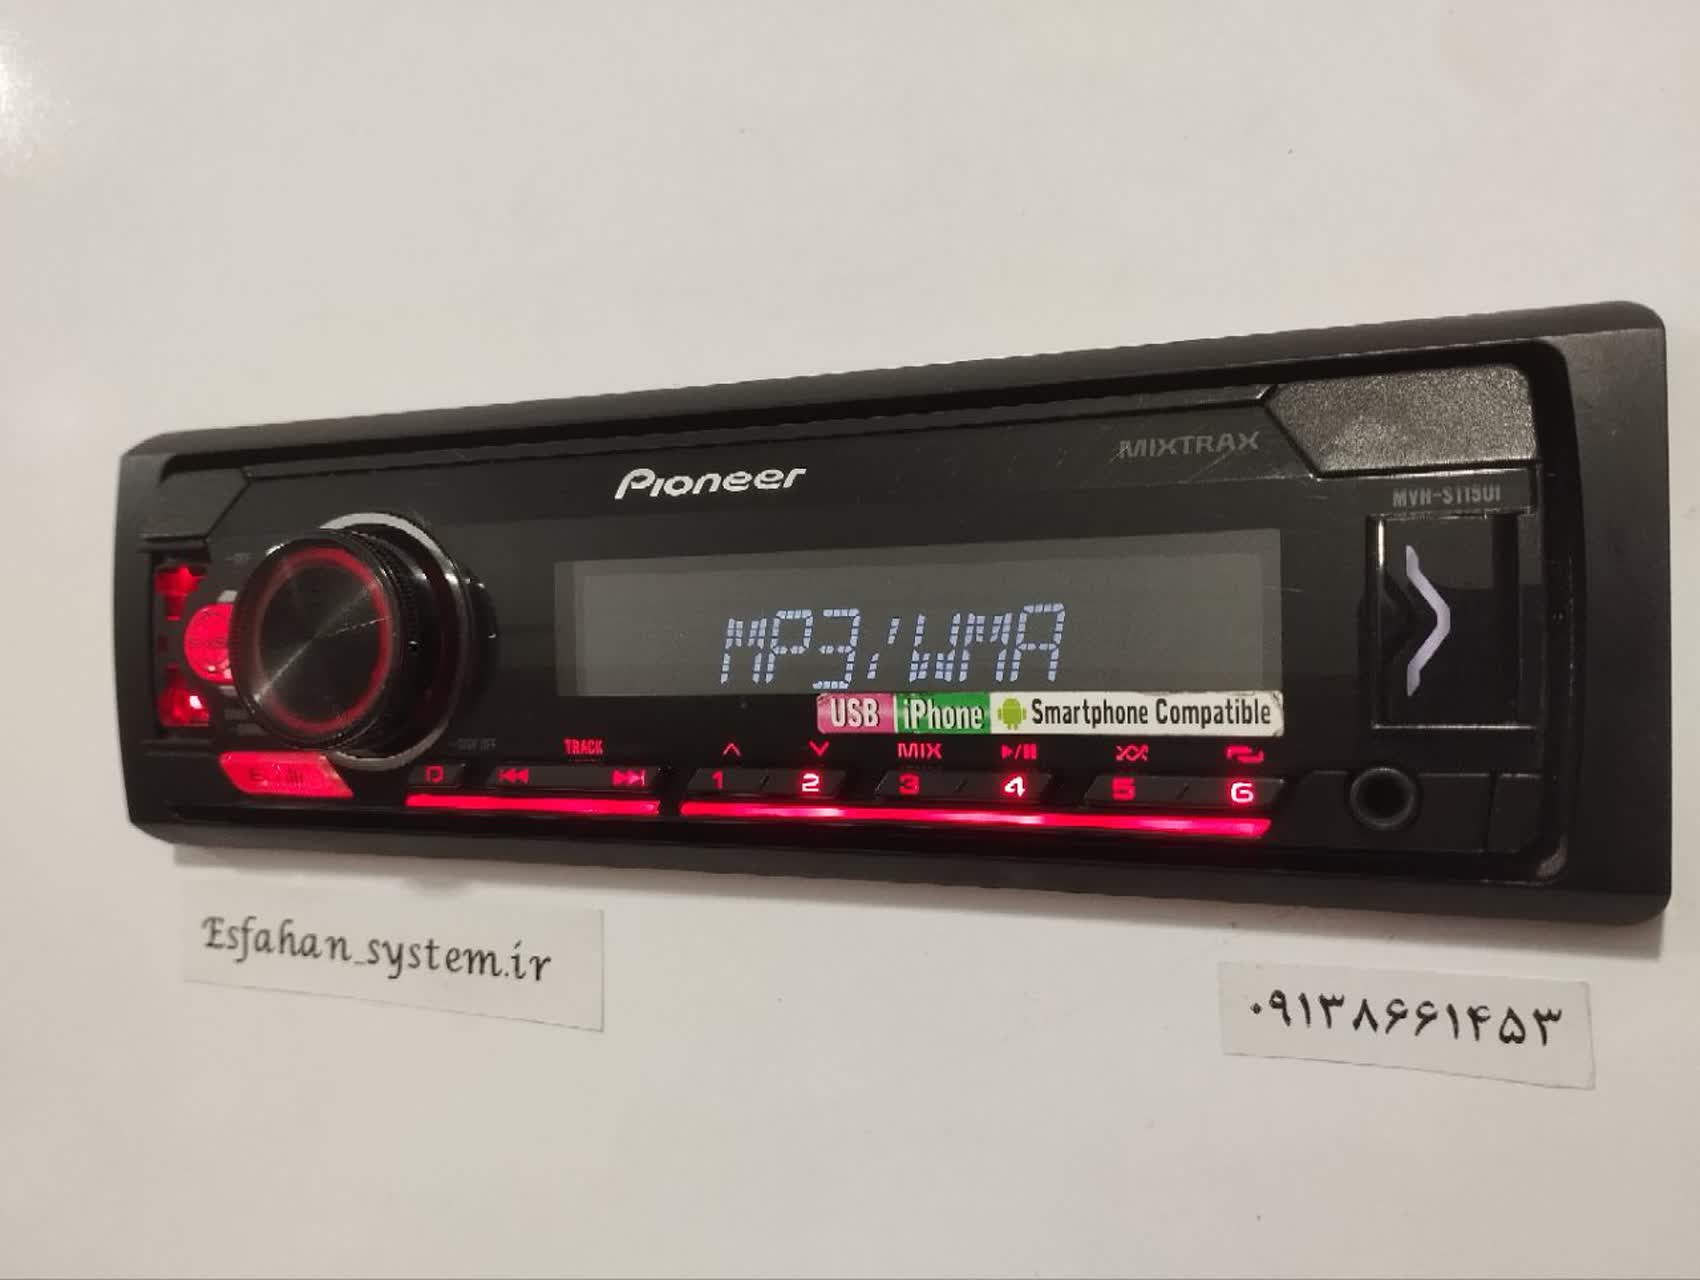 MIXTRAX
Pioneer
MVH-S115UI
MP3/WMA
USB iPhone Smartphone Compatible
TRACK
MIX
1 2 3 4 5 6
Esfahan_system.ir
۰۹۱۳۸۶۶۱۴۵۳